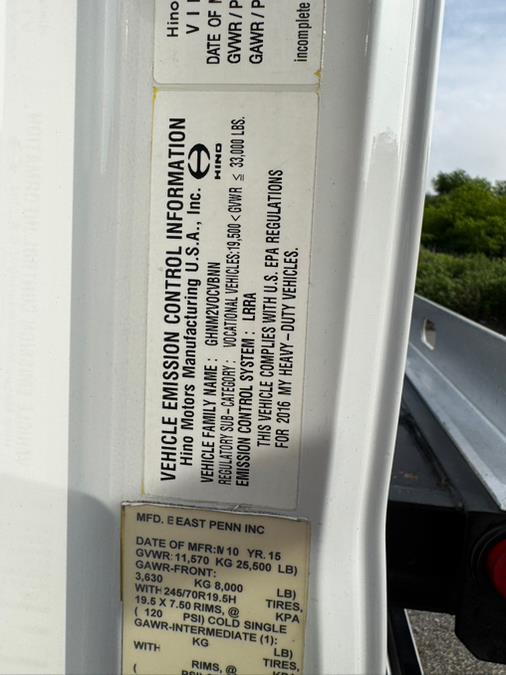 Hino
VI
DATE OF
GVWR / P
GAWR / P
incomplete
VEHICLE EMISSION CONTROL INFORMATION
Hino Motors Manufacturing U.S.A., Inc. HINO
VEHICLE FAMILY NAME : GHNM2VOCVBNN
REGULATORY SUB-CATEGORY : VOCATIONAL VEHICLES:19,500 < GVWR ≦ 33,000 LBS.
EMISSION CONTROL SYSTEM : LRRA
THIS VEHICLE COMPLIES WITH U.S. EPA REGULATIONS
FOR 2016 MY HEAVY-DUTY VEHICLES.
MFD. EAST PENN INC
DATE OF MFR: 10 YR. 15
GVWR: 11,570 KG 25,500 LB)
GAWR-FRONT:
3,630 KG 8,000 LB)
WITH 245/70R19.5H TIRES,
19.5 X 7.50 RIMS, @ KPA
( 120 PSI) COLD SINGLE
GAWR-INTERMEDIATE (1):
KG LB)
WITH TIRES,
RIMS, @